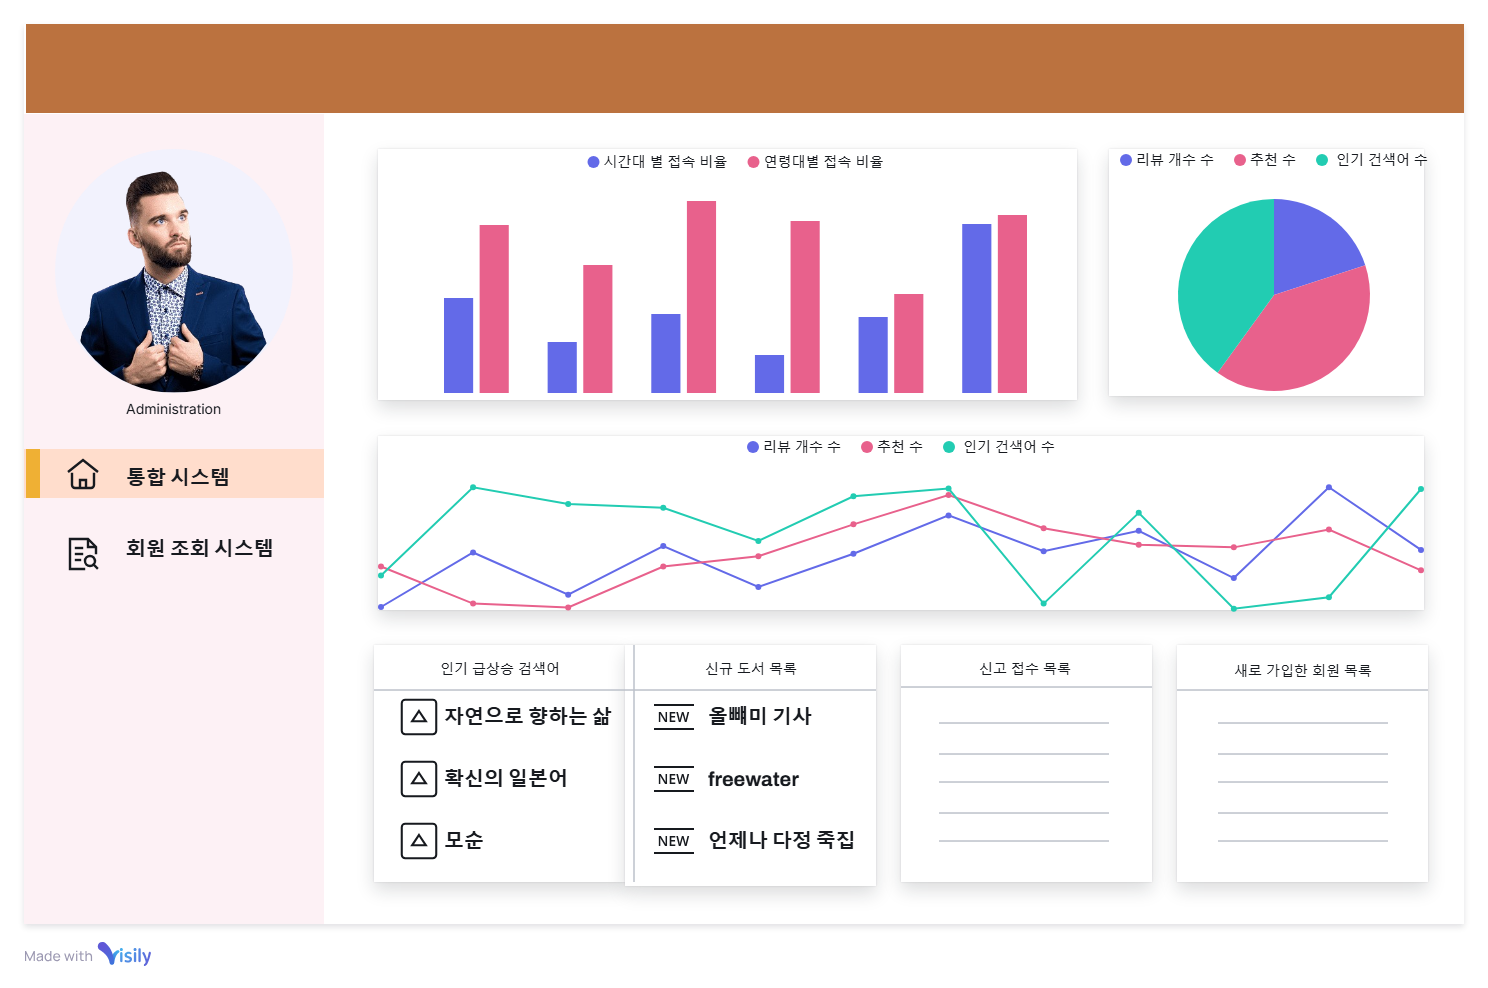 시간대 별 접속 비율
연령대별 접속 비율
리뷰 개수 수
추천 수
인기 건색어 수
Administration
통합 시스템
회원 조회 시스템
리뷰 개수 수
추천 수
인기 건색어 수
인기 급상승 검색어
신규 도서 목록
신고 접수 목록
새로 가입한 회원 목록
자연으로 향하는 삶
NEW
올빼미 기사
확신의 일본어
NEW
freewater
모순
NEW
언제나 다정 죽집
Made with Visily